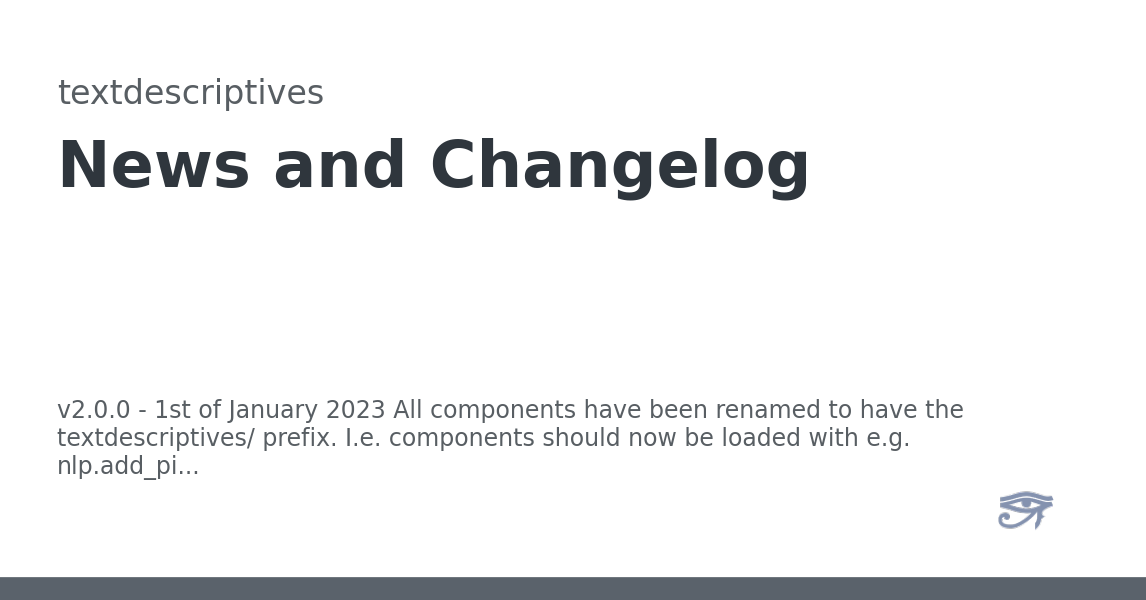 textdescriptives
News and Changelog
v2.0.0 - 1st of January 2023 All components have been renamed to have the
textdescriptives/ prefix. I.e. components should now be loaded with e.g.
nlp.add_pi...